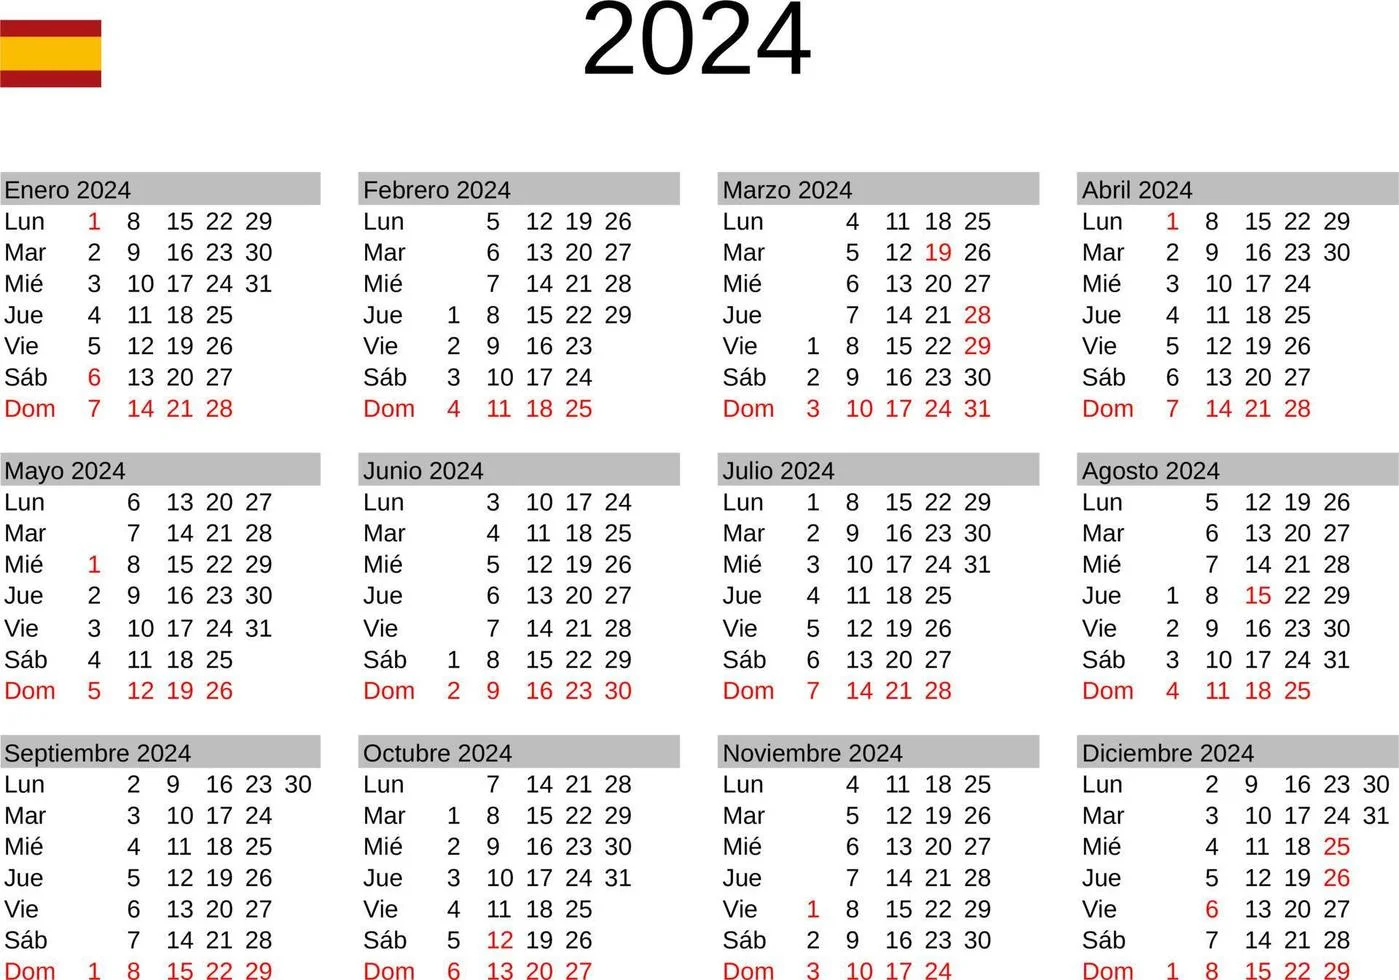 2024
Enero 2024
Lun 1 8 15 22 29
Mar 2 9 16 23 30
Mié 3 10 17 24 31
Jue 4 11 18 25
Vie 5 12 19 26
Sáb 6 13 20 27
Dom 7 14 21 28
Febrero 2024
Lun 5 12 19 26
Mar 6 13 20 27
Mié 7 14 21 28
Jue 1 8 15 22 29
Vie 2 9 16 23
Sáb 3 10 17 24
Dom 4 11 18 25
Marzo 2024
Lun 4 11 18 25
Mar 5 12 19 26
Mié 6 13 20 27
Jue 7 14 21 28
Vie 1 8 15 22 29
Sáb 2 9 16 23 30
Dom 3 10 17 24 31
Abril 2024
Lun 1 8 15 22 29
Mar 2 9 16 23 30
Mié 3 10 17 24
Jue 4 11 18 25
Vie 5 12 19 26
Sáb 6 13 20 27
Dom 7 14 21 28
Mayo 2024
Lun 6 13 20 27
Mar 7 14 21 28
Mié 1 8 15 22 29
Jue 2 9 16 23 30
Vie 3 10 17 24 31
Sáb 4 11 18 25
Dom 5 12 19 26
Junio 2024
Lun 3 10 17 24
Mar 4 11 18 25
Mié 5 12 19 26
Jue 6 13 20 27
Vie 7 14 21 28
Sáb 1 8 15 22 29
Dom 2 9 16 23 30
Julio 2024
Lun 1 8 15 22 29
Mar 2 9 16 23 30
Mié 3 10 17 24 31
Jue 4 11 18 25
Vie 5 12 19 26
Sáb 6 13 20 27
Dom 7 14 21 28
Agosto 2024
Lun 5 12 19 26
Mar 6 13 20 27
Mié 7 14 21 28
Jue 1 8 15 22 29
Vie 2 9 16 23 30
Sáb 3 10 17 24 31
Dom 4 11 18 25
Septiembre 2024
Lun 2 9 16 23 30
Mar 3 10 17 24
Mié 4 11 18 25
Jue 5 12 19 26
Vie 6 13 20 27
Sáb 7 14 21 28
Dom 1 8 15 22 29
Octubre 2024
Lun 7 14 21 28
Mar 1 8 15 22 29
Mié 2 9 16 23 30
Jue 3 10 17 24 31
Vie 4 11 18 25
Sáb 5 12 19 26
Dom 6 13 20 27
Noviembre 2024
Lun 4 11 18 25
Mar 5 12 19 26
Mié 6 13 20 27
Jue 7 14 21 28
Vie 1 8 15 22 29
Sáb 2 9 16 23 30
Dom 3 10 17 24
Diciembre 2024
Lun 2 9 16 23 30
Mar 3 10 17 24 31
Mié 4 11 18 25
Jue 5 12 19 26
Vie 6 13 20 27
Sáb 7 14 21 28
Dom 1 8 15 22 29